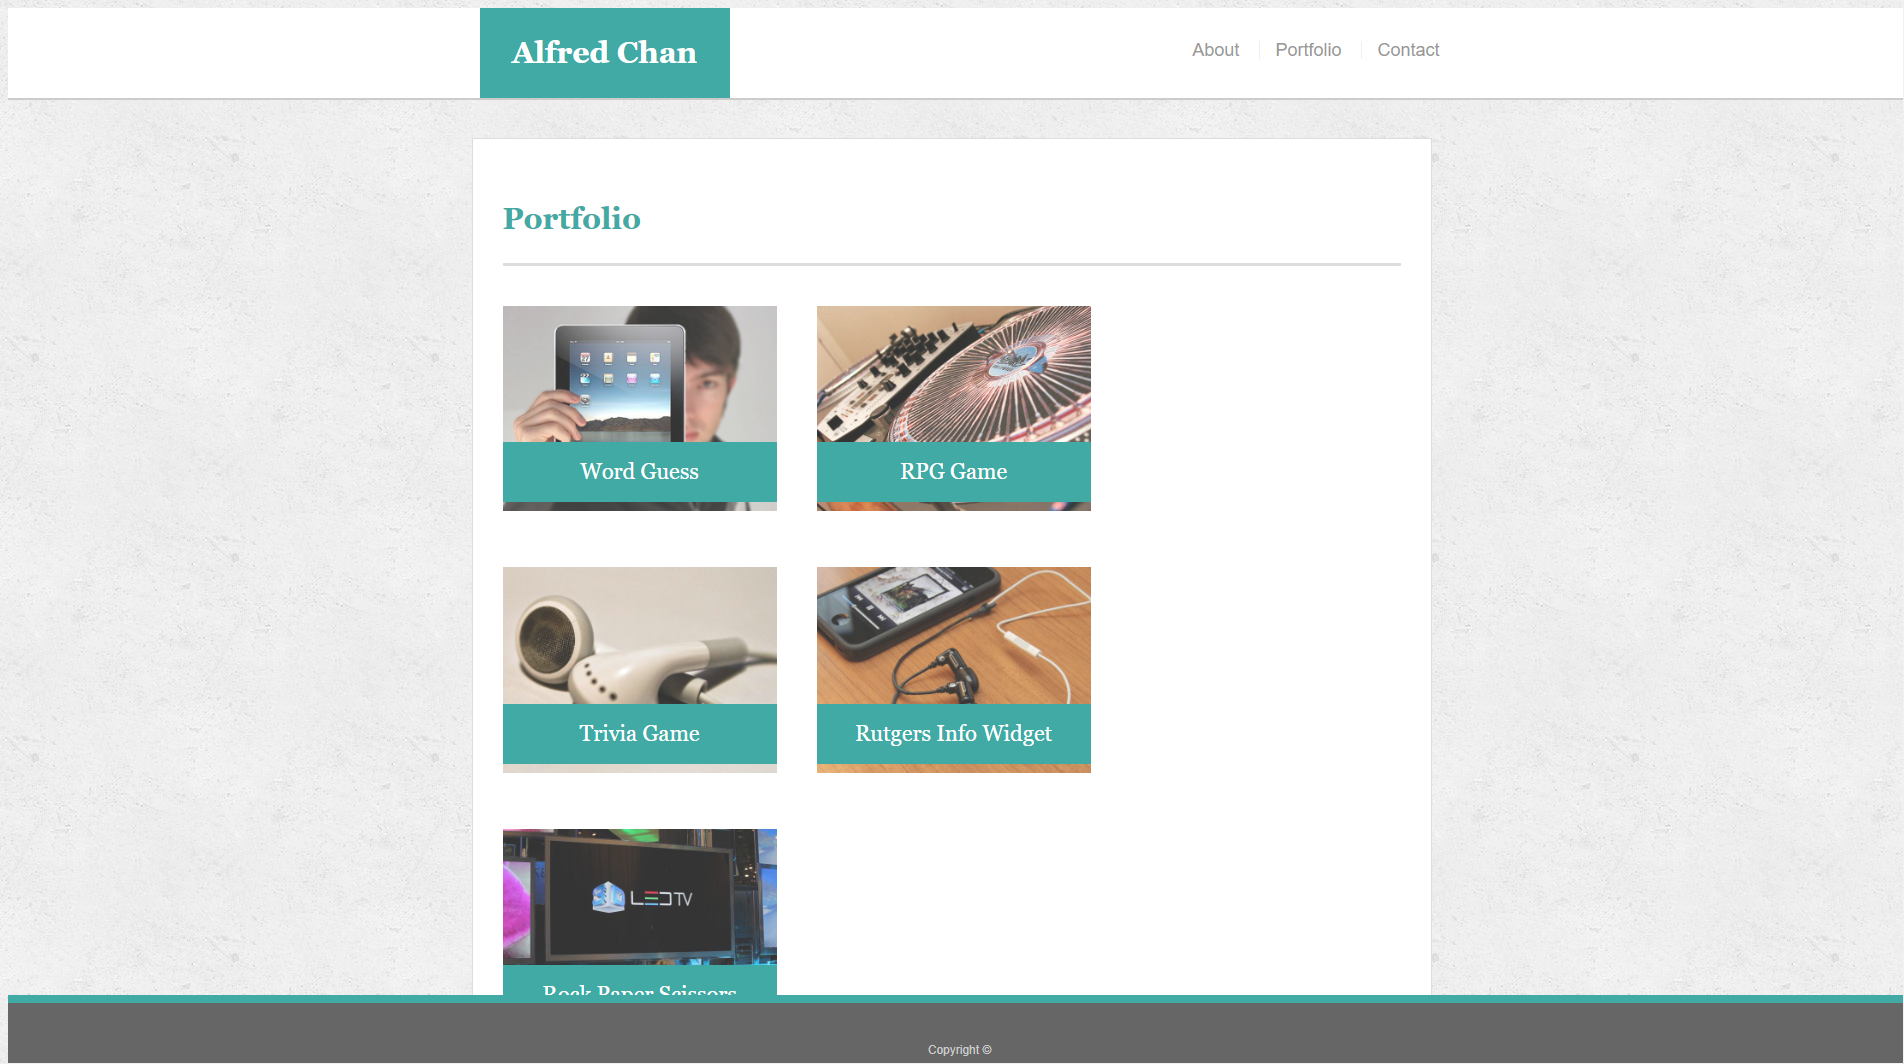 Alfred Chan
About
Portfolio
Contact
Portfolio
Word Guess
RPG Game
Trivia Game
Rutgers Info Widget
LEDTV
Rock Paper Scissors
Copyright ©